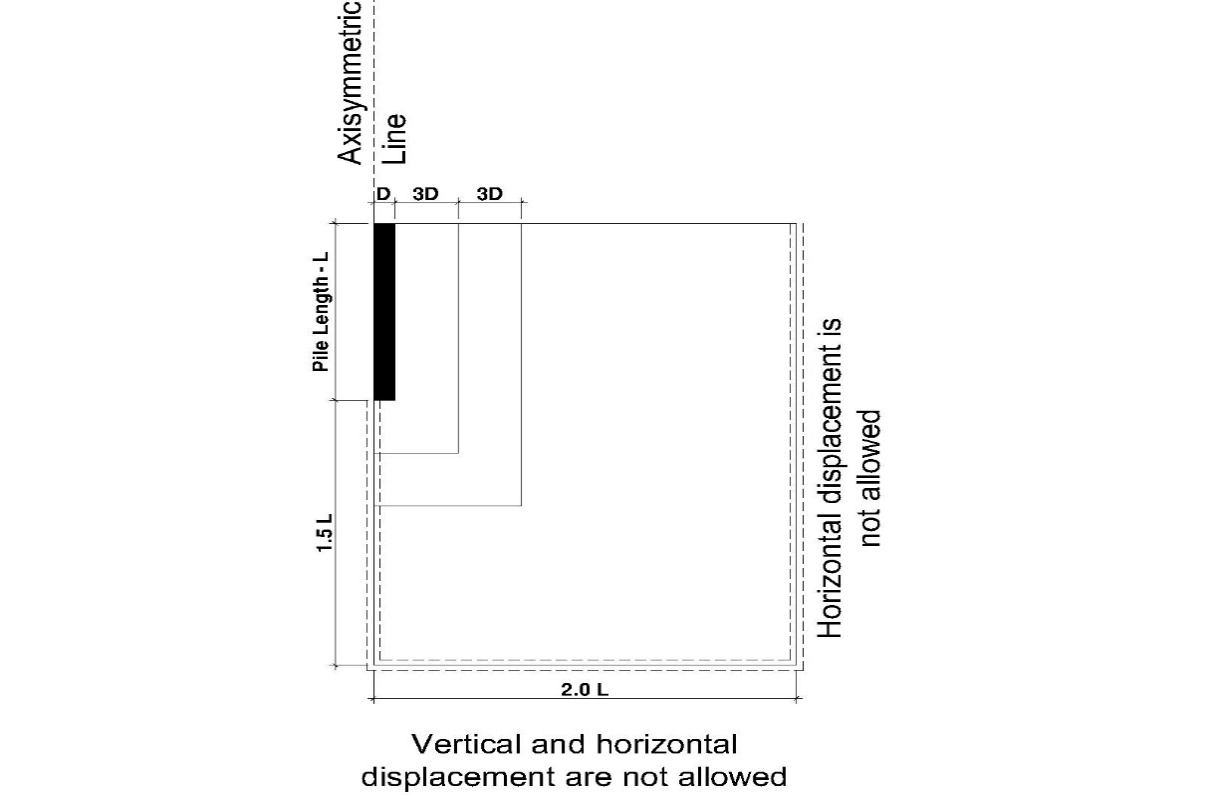 Axisymmetric
Line
D 3D 3D
Pile Length - L
1.5 L
2.0 L
Horizontal displacement is
not allowed
Vertical and horizontal
displacement are not allowed